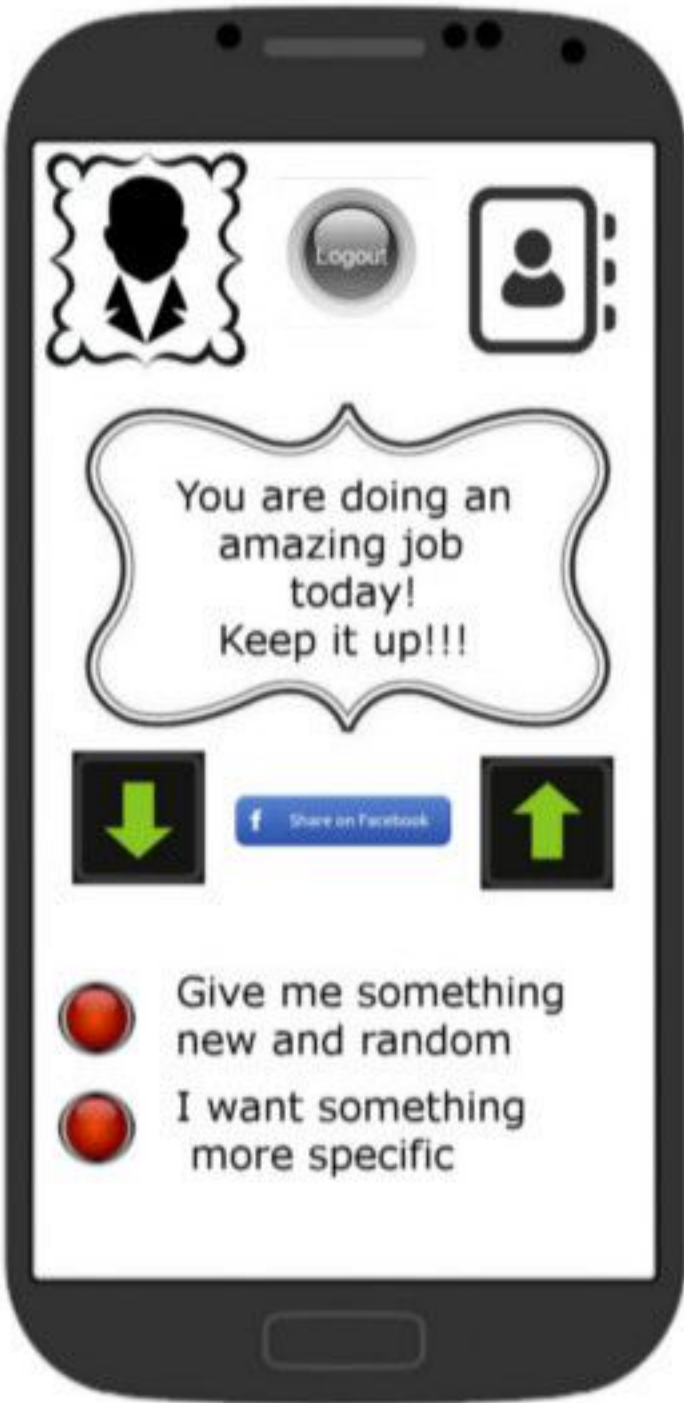 Logout
You are doing an
amazing job
today!
Keep it up!!!
f Share on Facebook
Give me something
new and random
I want something
more specific